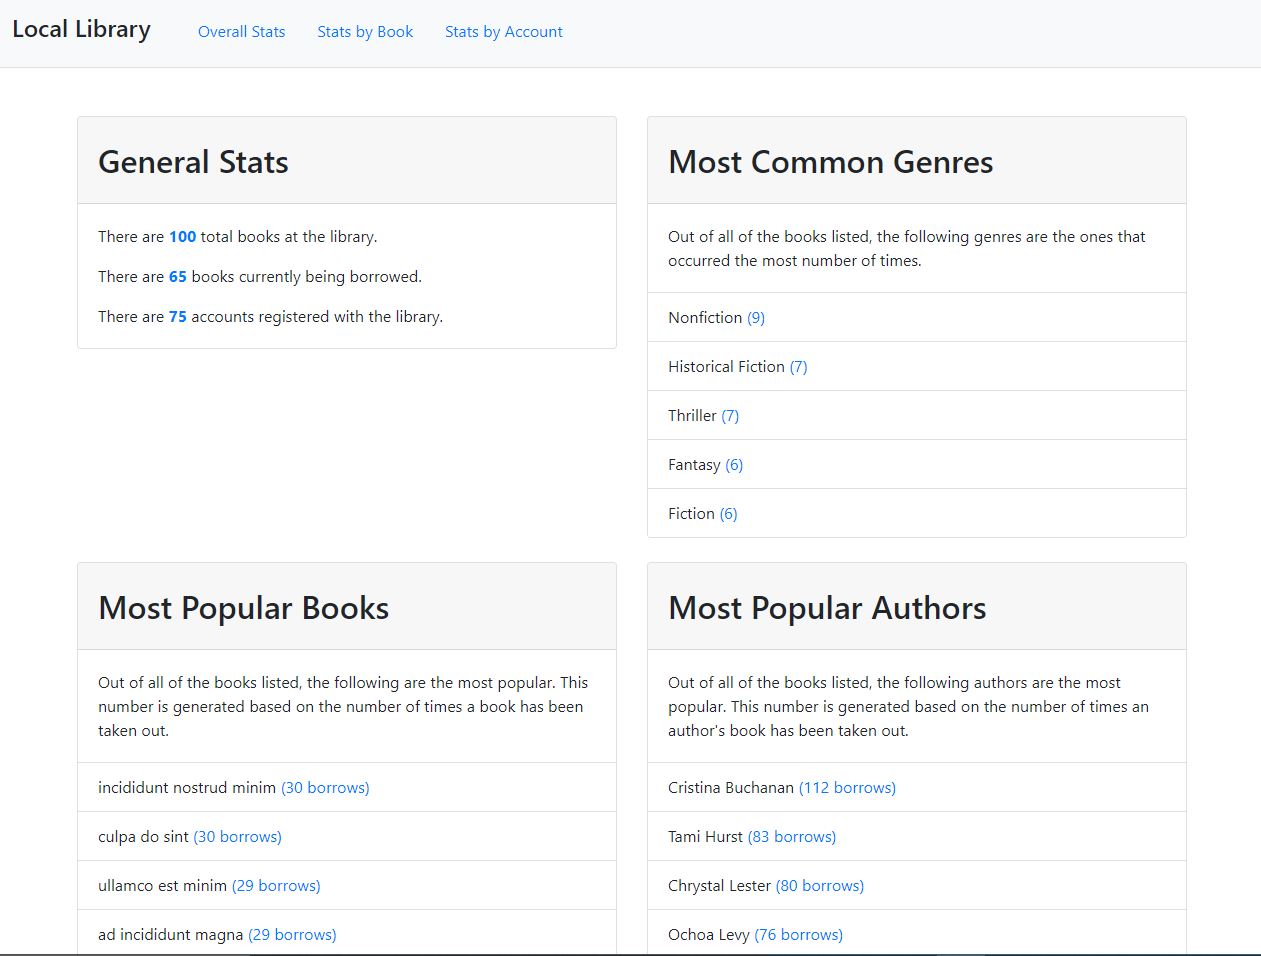 Local Library
Overall Stats
Stats by Book
Stats by Account
General Stats
There are 100 total books at the library.
There are 65 books currently being borrowed.
There are 75 accounts registered with the library.
Most Common Genres
Out of all of the books listed, the following genres are the ones that
occurred the most number of times.
Nonfiction (9)
Historical Fiction (7)
Thriller (7)
Fantasy (6)
Fiction (6)
Most Popular Books
Out of all of the books listed, the following are the most popular. This
number is generated based on the number of times a book has been
taken out.
incididunt nostrud minim (30 borrows)
culpa do sint (30 borrows)
ullamco est minim (29 borrows)
ad incididunt magna (29 borrows)
Most Popular Authors
Out of all of the books listed, the following authors are the most
popular. This number is generated based on the number of times an
author's book has been taken out.
Cristina Buchanan (112 borrows)
Tami Hurst (83 borrows)
Chrystal Lester (80 borrows)
Ochoa Levy (76 borrows)